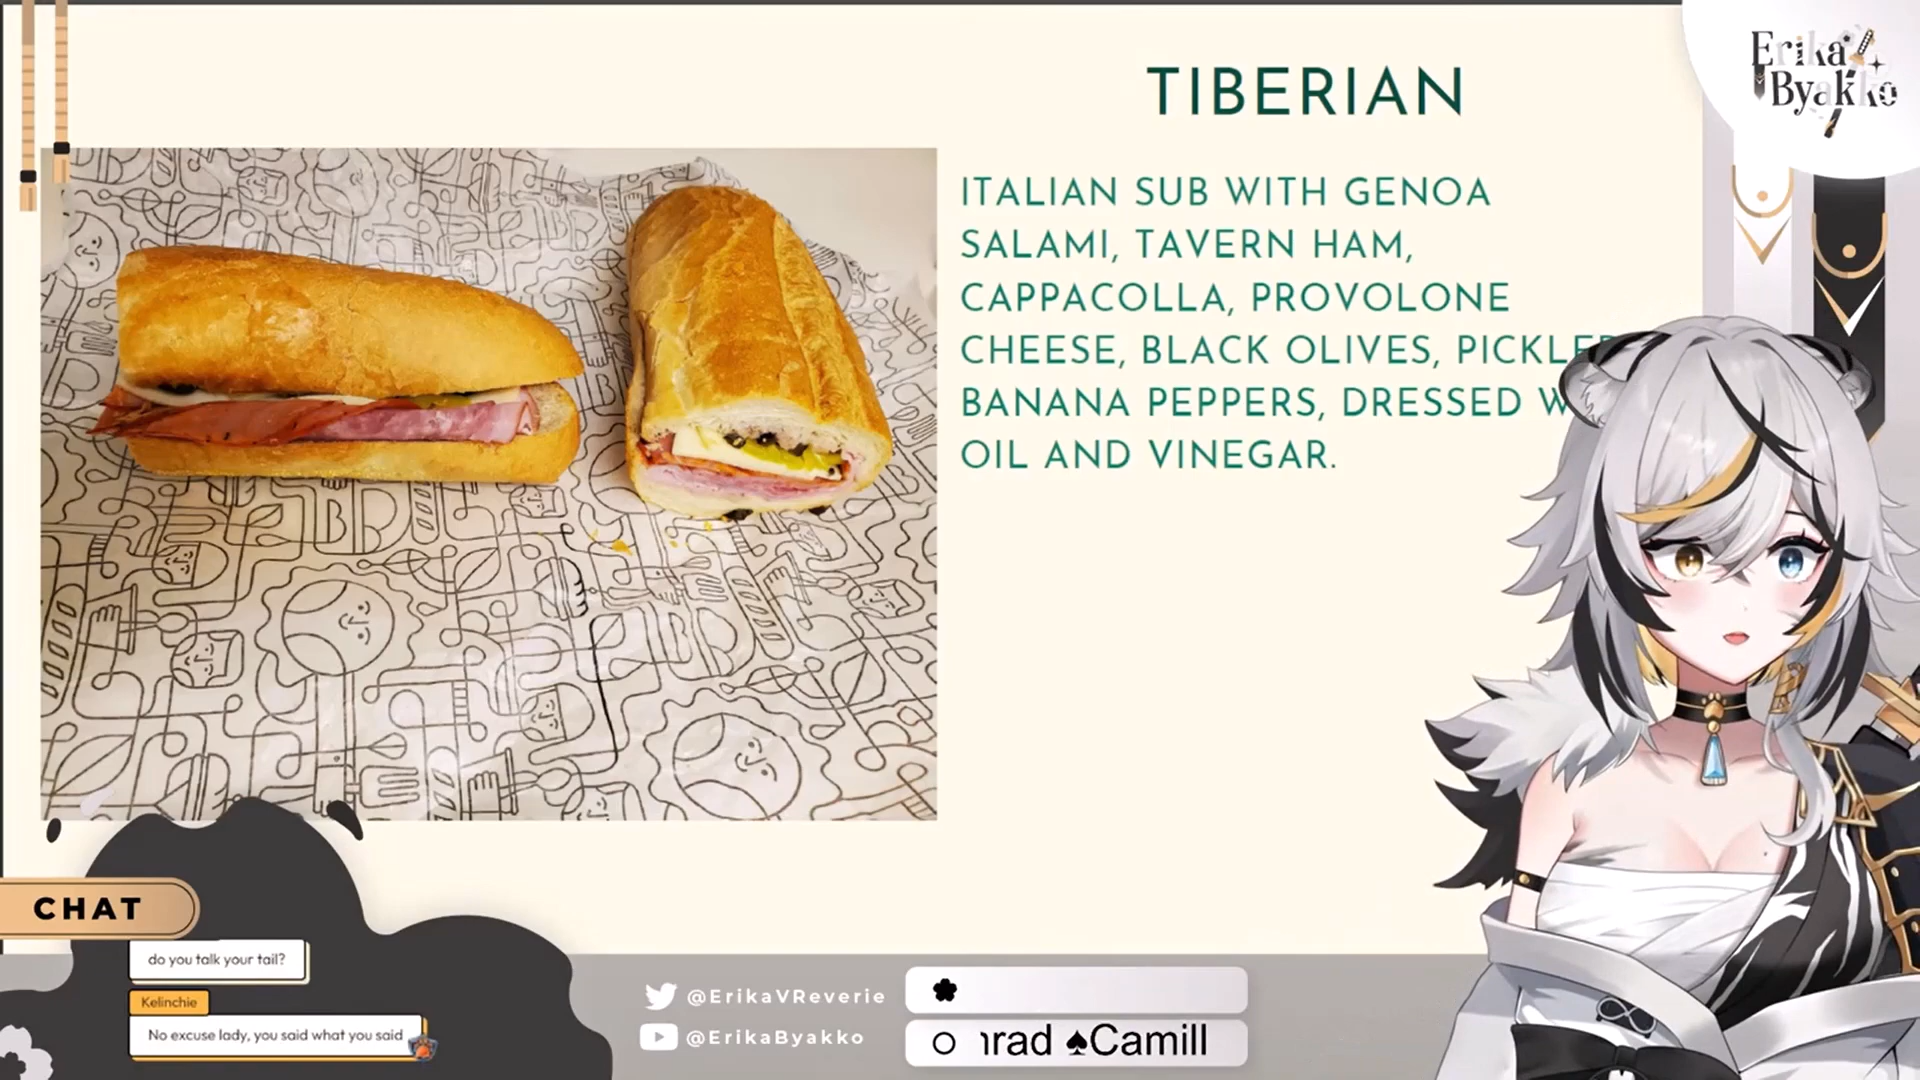 TIBERIAN
Erika
Byakko
ITALIAN SUB WITH GENOA
SALAMI, TAVERN HAM,
CAPPACOLLA, PROVOLONE
CHEESE, BLACK OLIVES, PICKLED
BANANA PEPPERS, DRESSED W
OIL AND VINEGAR.
CHAT
do you talk your tail?
Kelinchie
No excuse lady, you said what you said
@ErikaVReverie
@ErikaByakko
rad ♠Camill